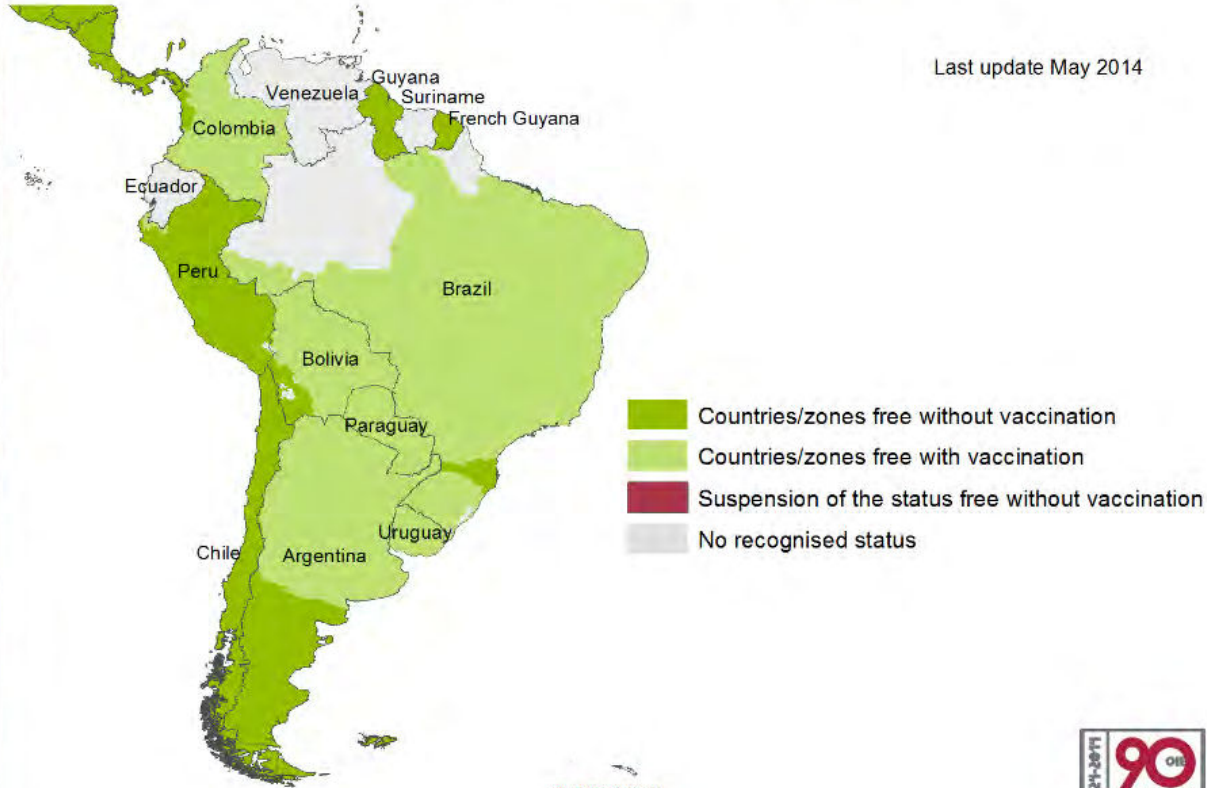 Last update May 2014
Guyana
Venezuela
Suriname
French Guyana
Colombia
Ecuador
Peru
Brazil
Bolivia
Paraguay
Uruguay
Chile
Argentina
Countries/zones free without vaccination
Countries/zones free with vaccination
Suspension of the status free without vaccination
No recognised status
90
OIE